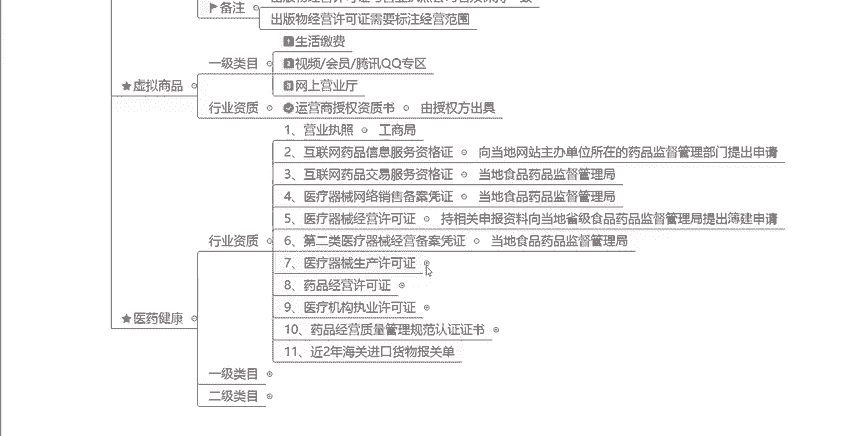 备注
出版物经营许可证需要标注经营范围
虚拟商品
一级类目
1 生活缴费
2 视频/会员/腾讯QQ专区
3 网上营业厅
行业资质
运营商授权资质书
由授权方出具
医药健康
行业资质
1、营业执照 工商局
2、互联网药品信息服务资格证 向当地网站主办单位所在的药品监督管理部门提出申请
3、互联网药品交易服务资格证 当地食品药品监督管理局
4、医疗器械网络销售备案凭证 当地食品药品监督管理局
5、医疗器械经营许可证 持相关申报资料向当地省级食品药品监督管理局提出簿建申请
6、第二类医疗器械经营备案凭证 当地食品药品监督管理局
7、医疗器械生产许可证
8、药品经营许可证
9、医疗机构执业许可证
10、药品经营质量管理规范认证证书
11、近2年海关进口货物报关单
一级类目
二级类目